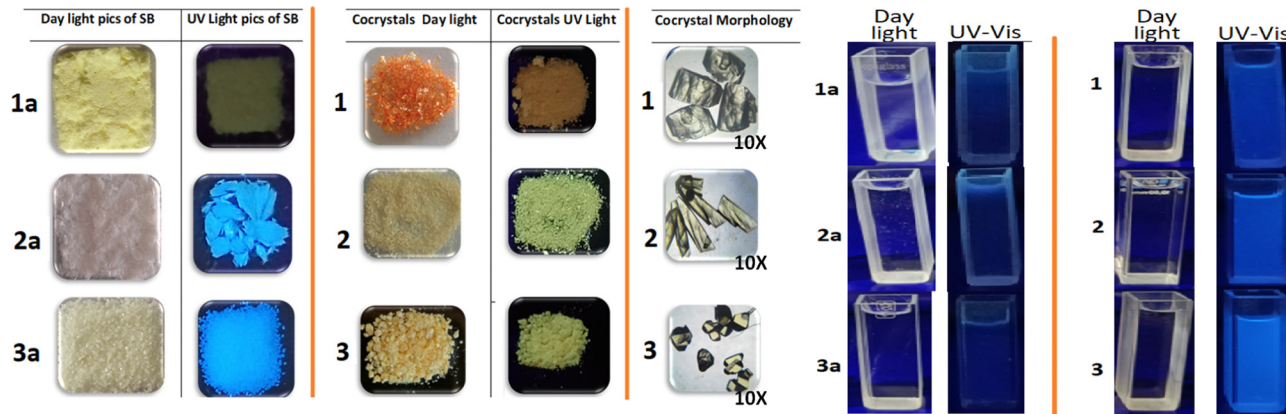 Day light pics of SB
UV Light pics of SB
1a
2a
3a
Cocrystals Day light
Cocrystals UV Light
1
2
3
Cocrystal Morphology
1
10X
2
10X
3
10X
Day
light
UV-Vis
1a
2a
3a
Day
light
UV-Vis
1
2
3